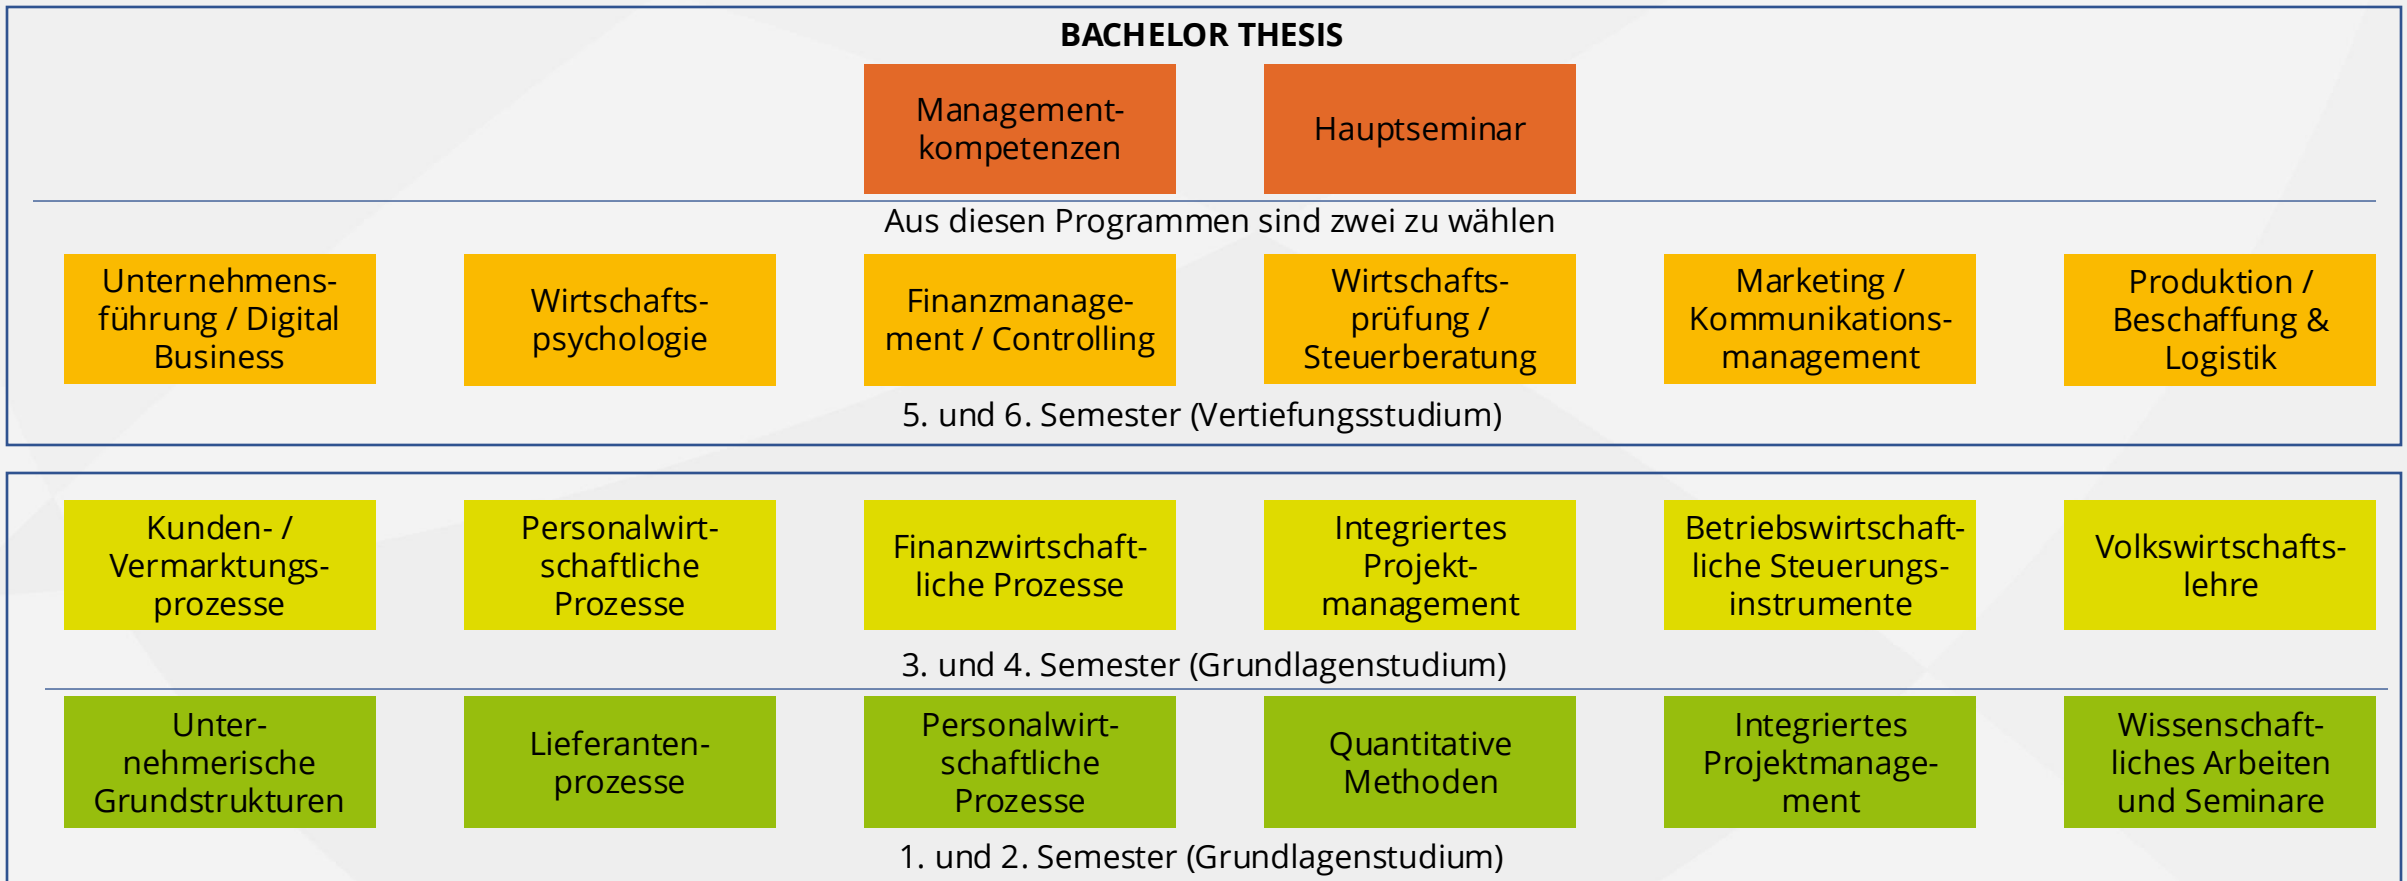 BACHELOR THESIS
Management-
kompetenzen
Hauptseminar
Aus diesen Programmen sind zwei zu wählen
Unternehmens-
führung / Digital
Business
Wirtschafts-
psychologie
Finanzmanage-
ment / Controlling
Wirtschafts-
prüfung /
Steuerberatung
Marketing /
Kommunikations-
management
Produktion /
Beschaffung &
Logistik
5. und 6. Semester (Vertiefungsstudium)
Kunden- /
Vermarktungs-
prozesse
Personalwirt-
schaftliche
Prozesse
Finanzwirtschaft-
liche Prozesse
Integriertes
Projekt-
management
Betriebswirtschaft-
liche Steuerungs-
instrumente
Volkswirtschafts-
lehre
3. und 4. Semester (Grundlagenstudium)
Unter-
nehmerische
Grundstrukturen
Lieferanten-
prozesse
Personalwirt-
schaftliche
Prozesse
Quantitative
Methoden
Integriertes
Projektmanage-
ment
Wissenschaft-
liches Arbeiten
und Seminare
1. und 2. Semester (Grundlagenstudium)